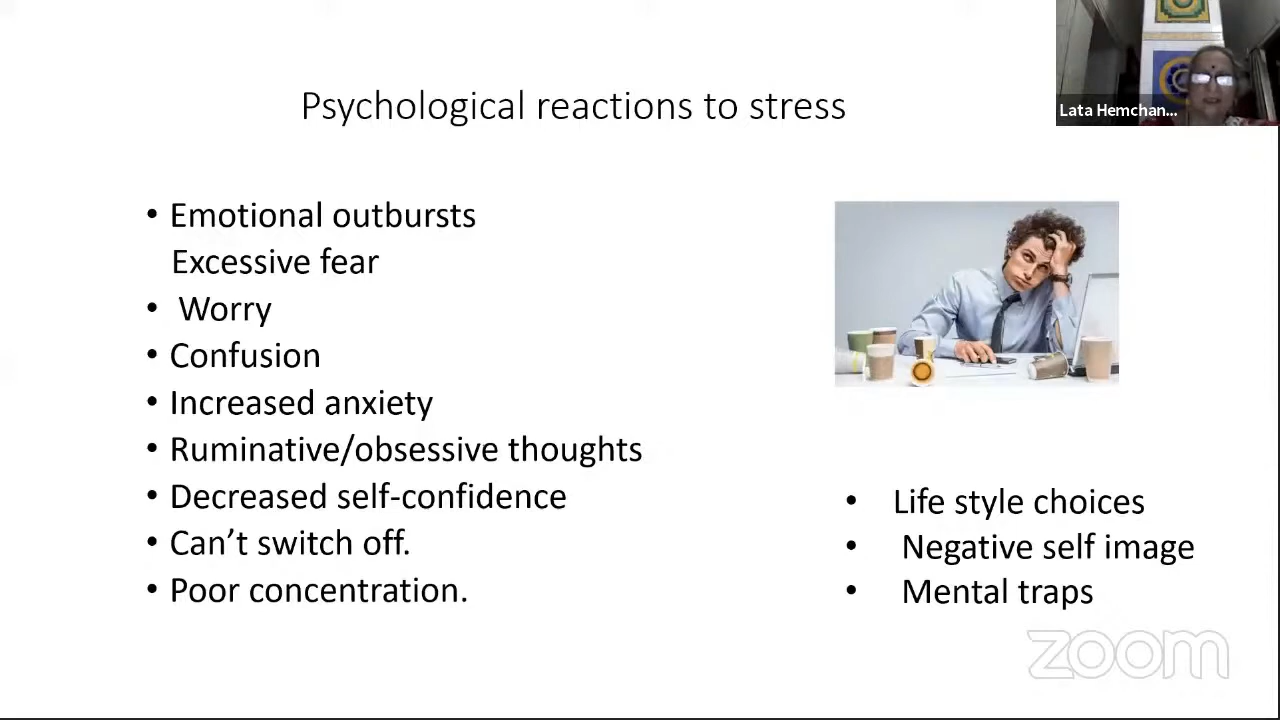 Psychological reactions to stress
Lata Hemchan...
• Emotional outbursts
Excessive fear
• Worry
• Confusion
• Increased anxiety
• Ruminative/obsessive thoughts
• Decreased self-confidence
• Can’t switch off.
• Poor concentration.
• Life style choices
• Negative self image
• Mental traps
zoom